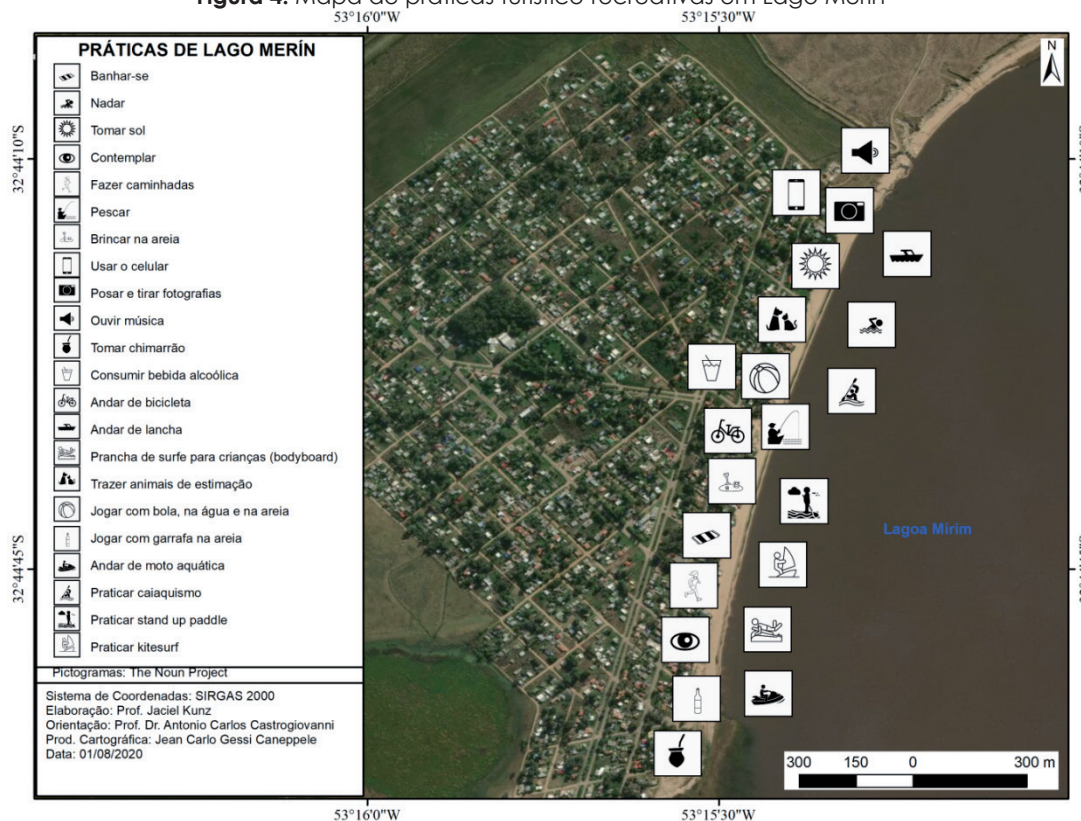 Figura 4. Mapa de práticas turístico-recreativas em Lago Merín
53°16'0"W 53°15'30"W
PRÁTICAS DE LAGO MERÍN
Banhar-se
Nadar
Tomar sol
Contemplar
Fazer caminhadas
Pescar
Brincar na areia
Usar o celular
Posar e tirar fotografias
Ouvir música
Tomar chimarrão
Consumir bebida alcoólica
Andar de bicicleta
Andar de lancha
Prancha de surfe para crianças (bodyboard)
Trazer animais de estimação
Jogar com bola, na água e na areia
Jogar com garrafa na areia
Andar de moto aquática
Praticar caiaquismo
Praticar stand up paddle
Praticar kitesurf
Pictogramas: The Noun Project
Sistema de Coordenadas: SIRGAS 2000
Elaboração: Prof. Jaciel Kunz
Orientação: Prof. Dr. Antonio Carlos Castrogiovanni
Prod. Cartográfica: Jean Carlo Gessi Caneppele
Data: 01/08/2020
32°44'10"S
32°44'45"S
N
Lagoa Mirim
300 150 0 300 m
53°16'0"W 53°15'30"W